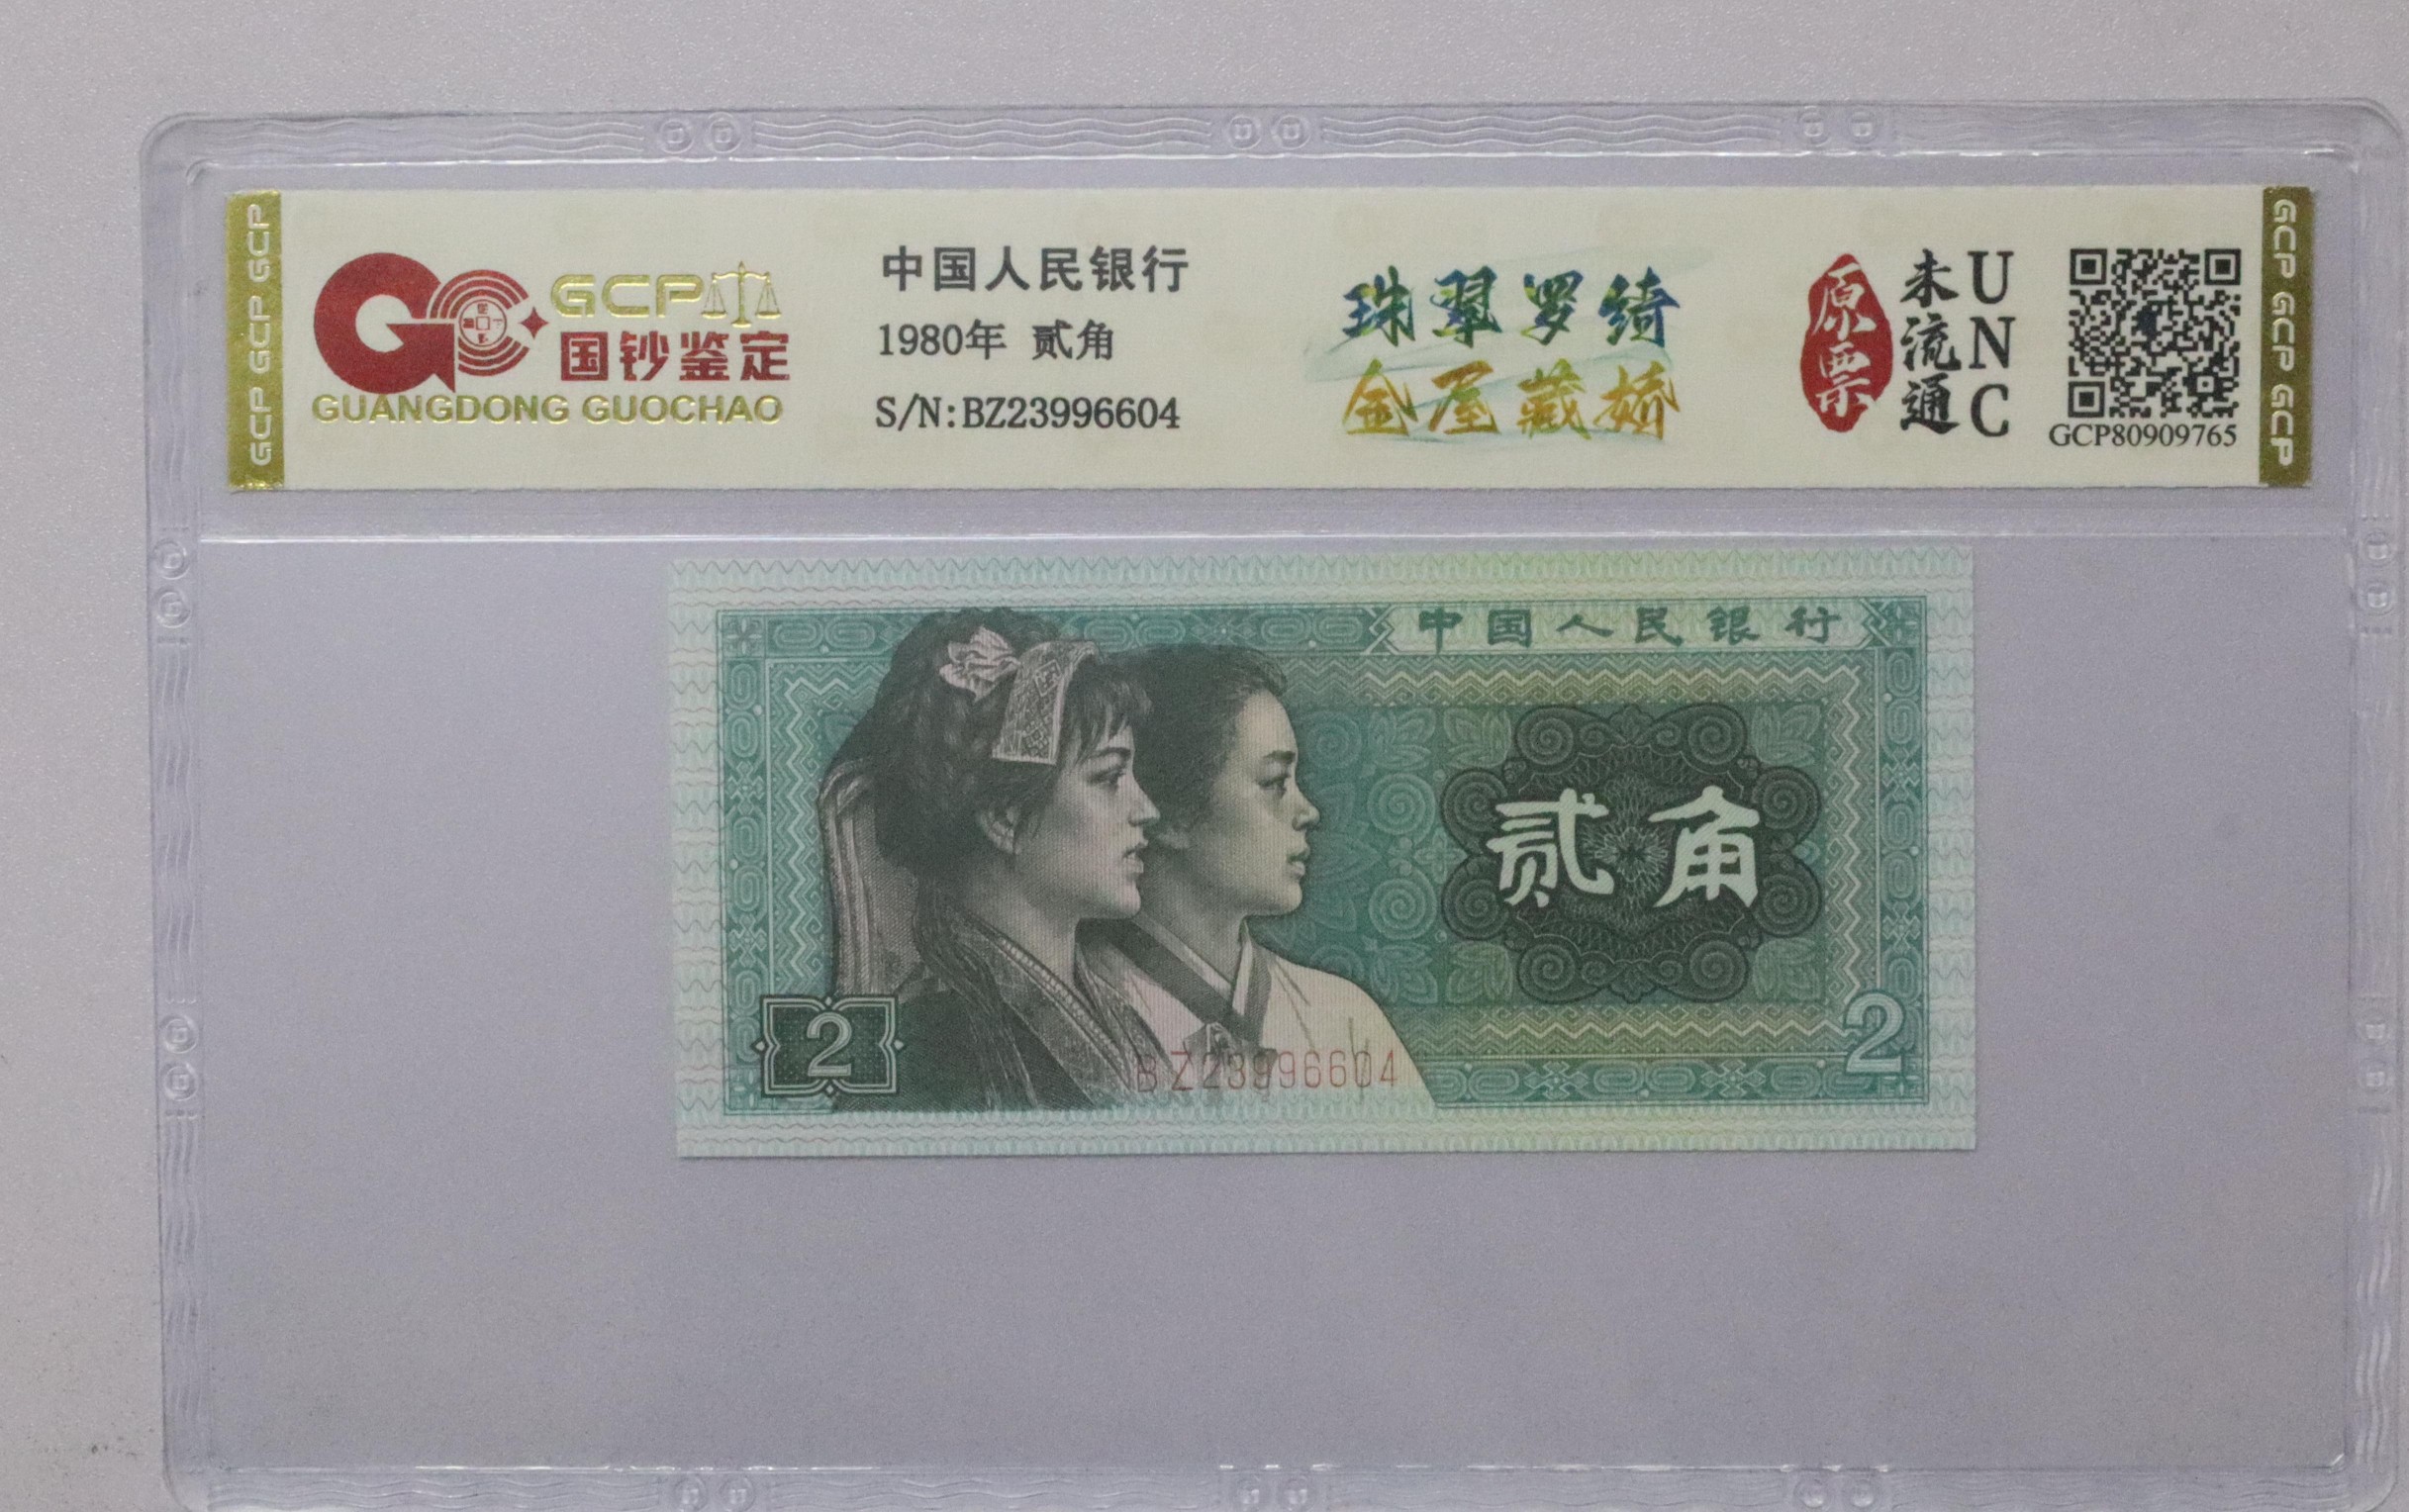 GCP GCP GCP
GCP
国钞鉴定
GUANGDONG GUOCHAO
中国人民银行
1980年 贰角
S/N:BZ23996604
珠翠罗绮
金屋藏娇
原票
未流通
UNC
GCP80909765
GCP GCP GCP
中国人民银行
贰角
2
2
BZ23996604